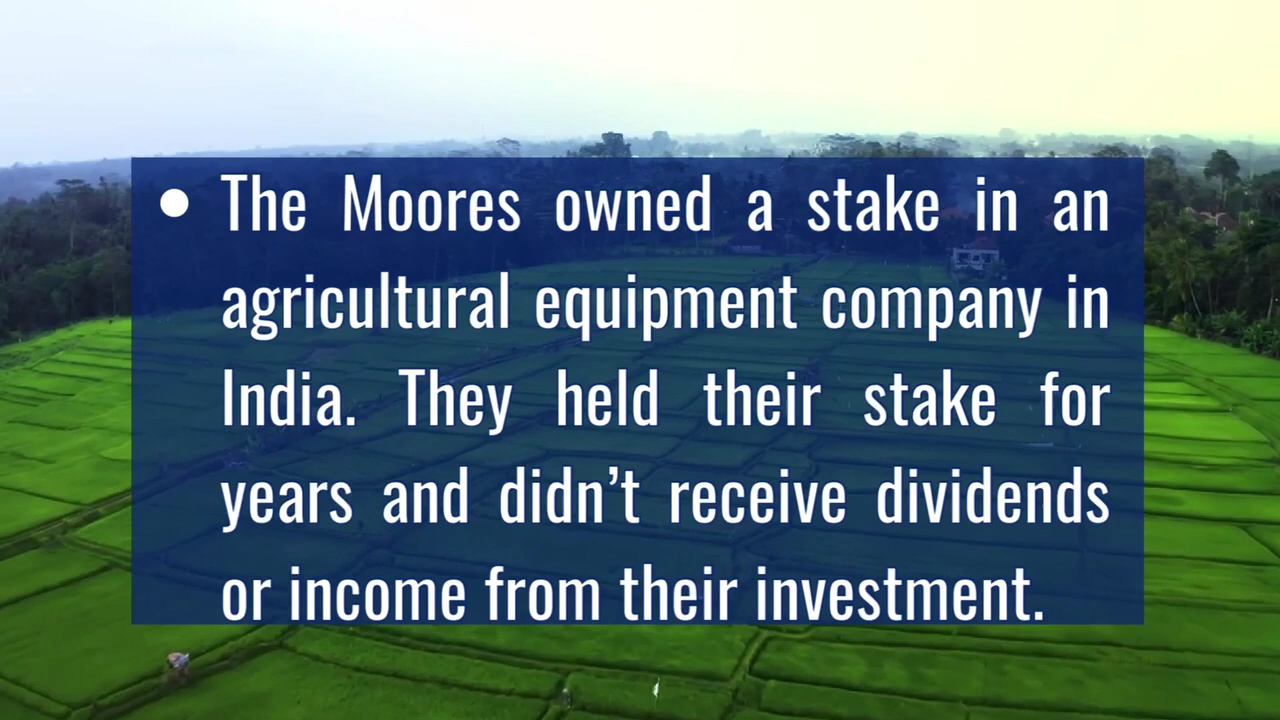 • The Moores owned a stake in an
agricultural equipment company in
India. They held their stake for
years and didn’t receive dividends
or income from their investment.